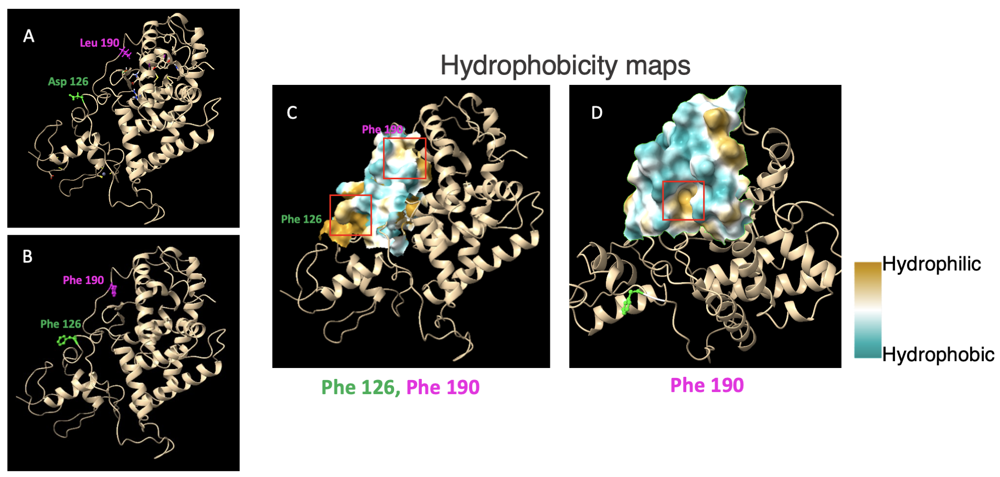 A
Leu 190
Asp 126
B
Phe 190
Phe 126
Hydrophobicity maps
C
Phe 190
Phe 126
Phe 126, Phe 190
D
Phe 190
Hydrophilic
Hydrophobic